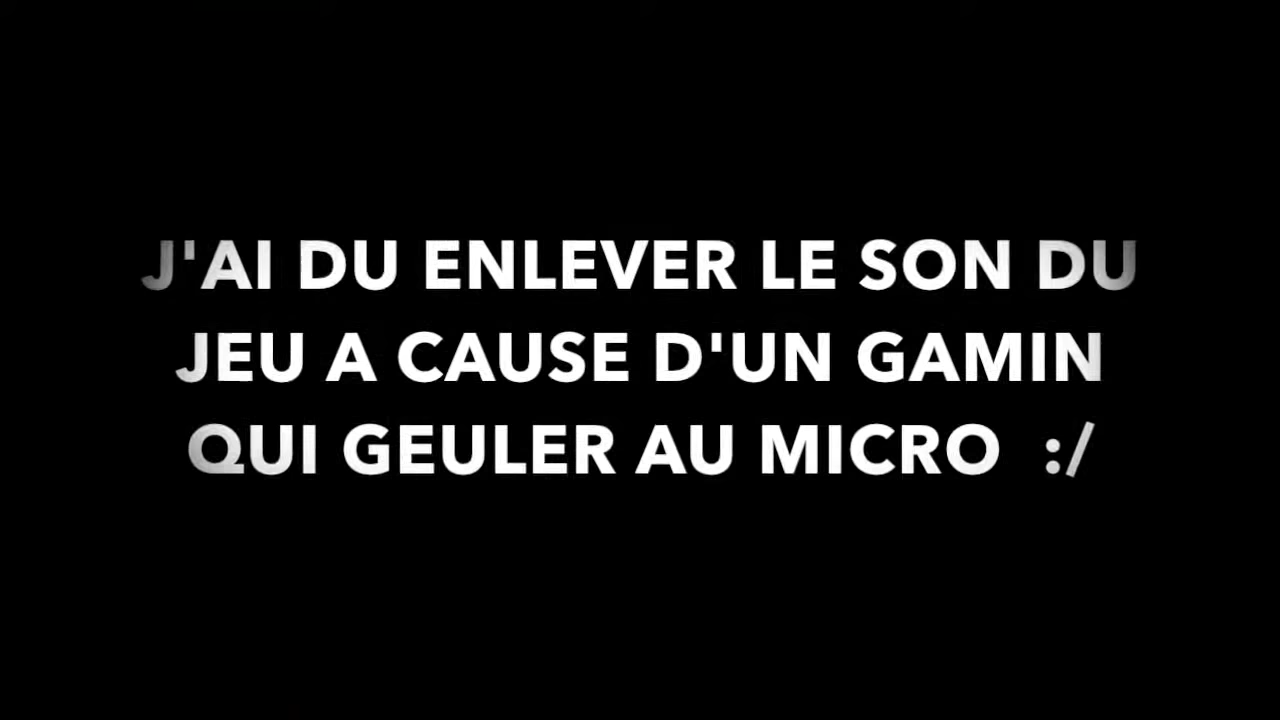 J'AI DU ENLEVER LE SON DU
JEU A CAUSE D'UN GAMIN
QUI GEULER AU MICRO :/